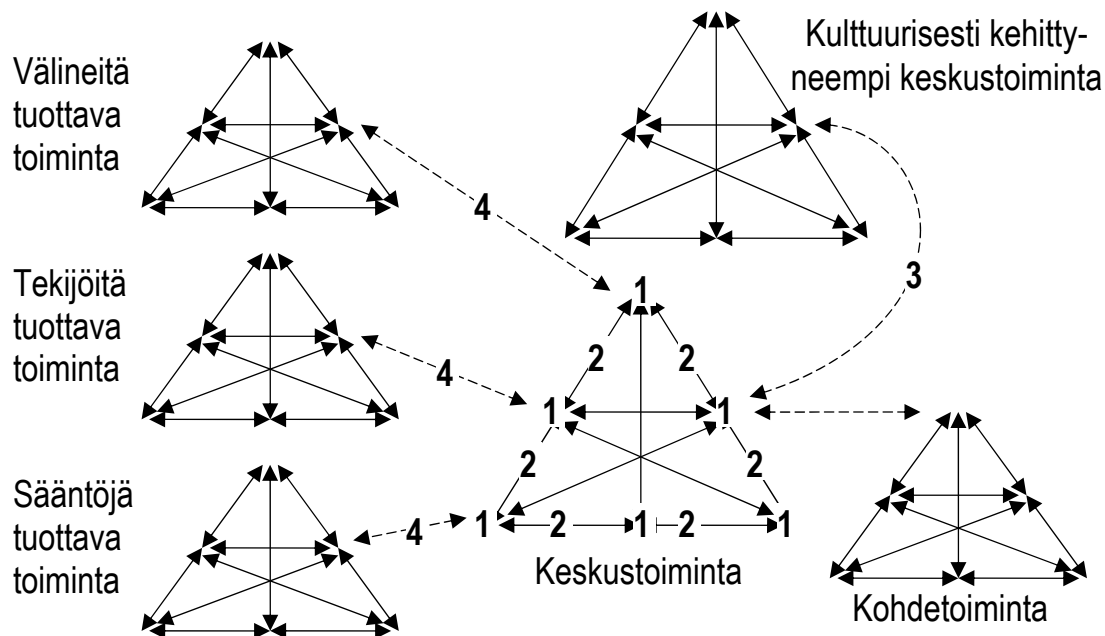 Välineitä
tuottava
toiminta
Kulttuurisesti kehitty-
neempi keskustoiminta
4
3
Tekijöitä
tuottava
toiminta
1
2 2
4
1 1
2 2
Sääntöjä
tuottava
toiminta
4
1 2 1 2 1
Keskustoiminta
Kohdetoiminta